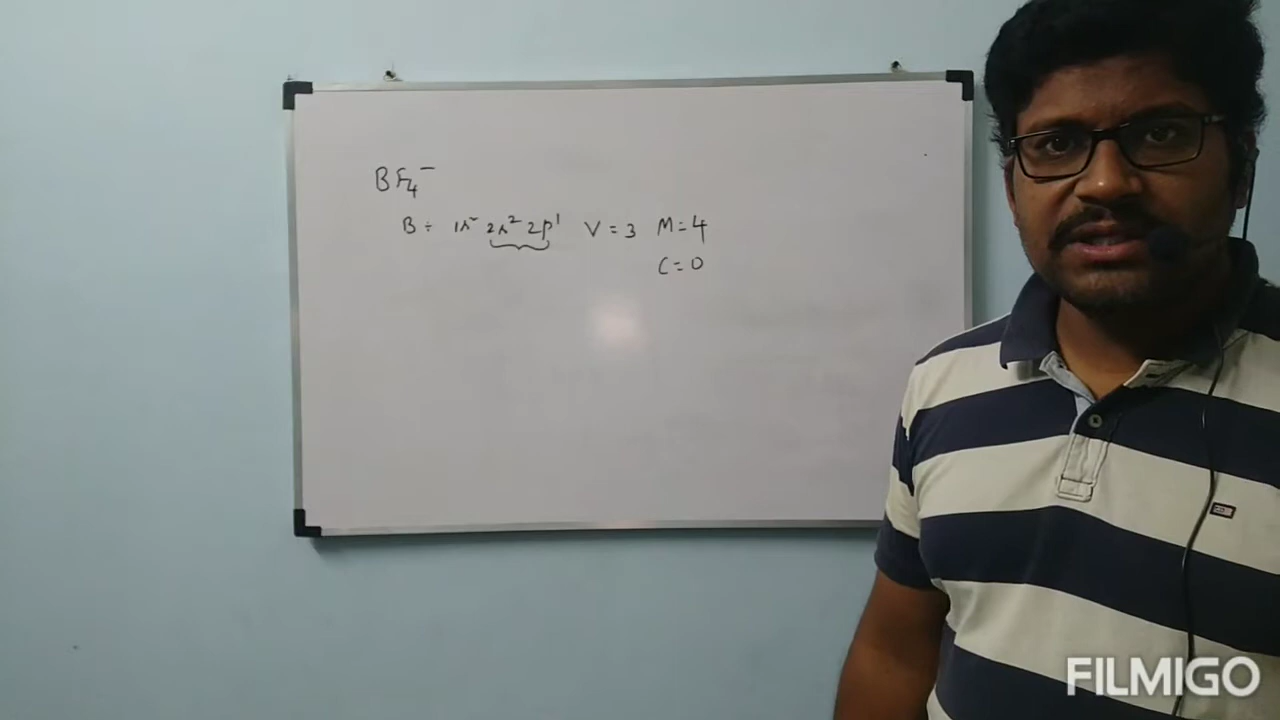 BF₄⁻
B ÷ 1s² 2s² 2p¹ V = 3 M = 4
C = 0
FILMIGO